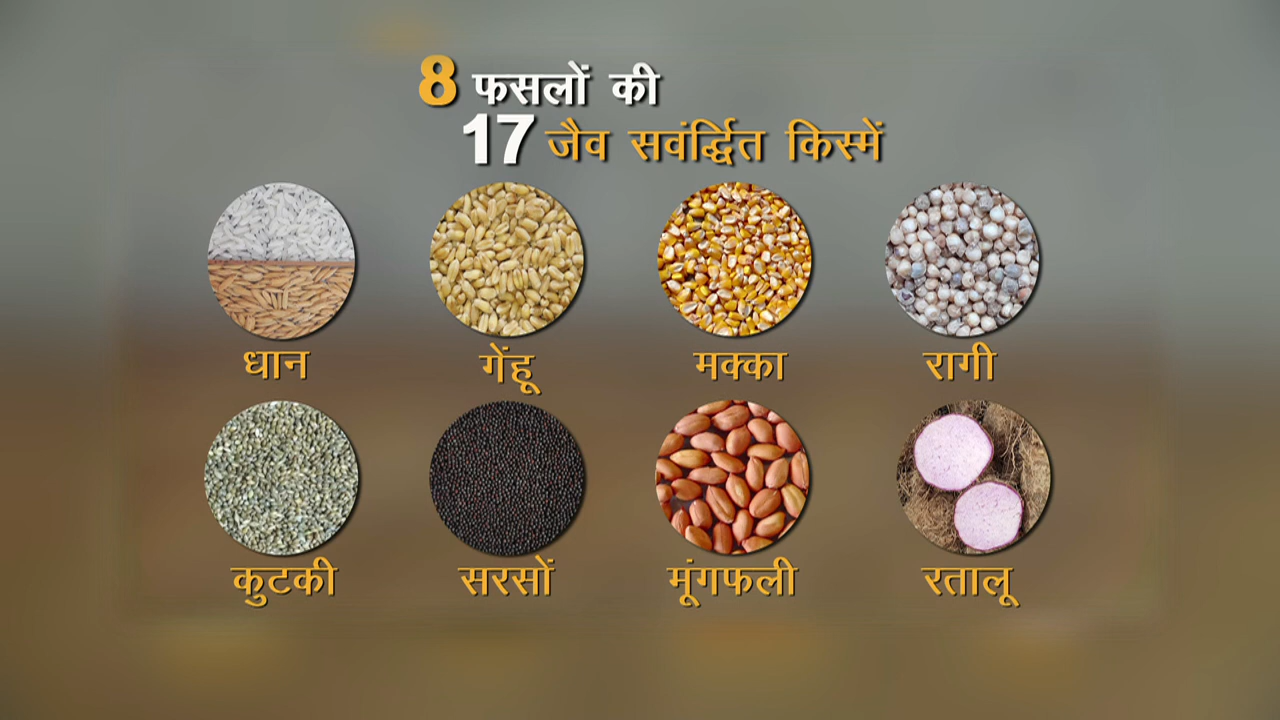 8 फसलों की
17 जैव सवंर्द्धित किस्में
धान गेंहू मक्का रागी
कुटकी सरसों मूंगफली रतालू